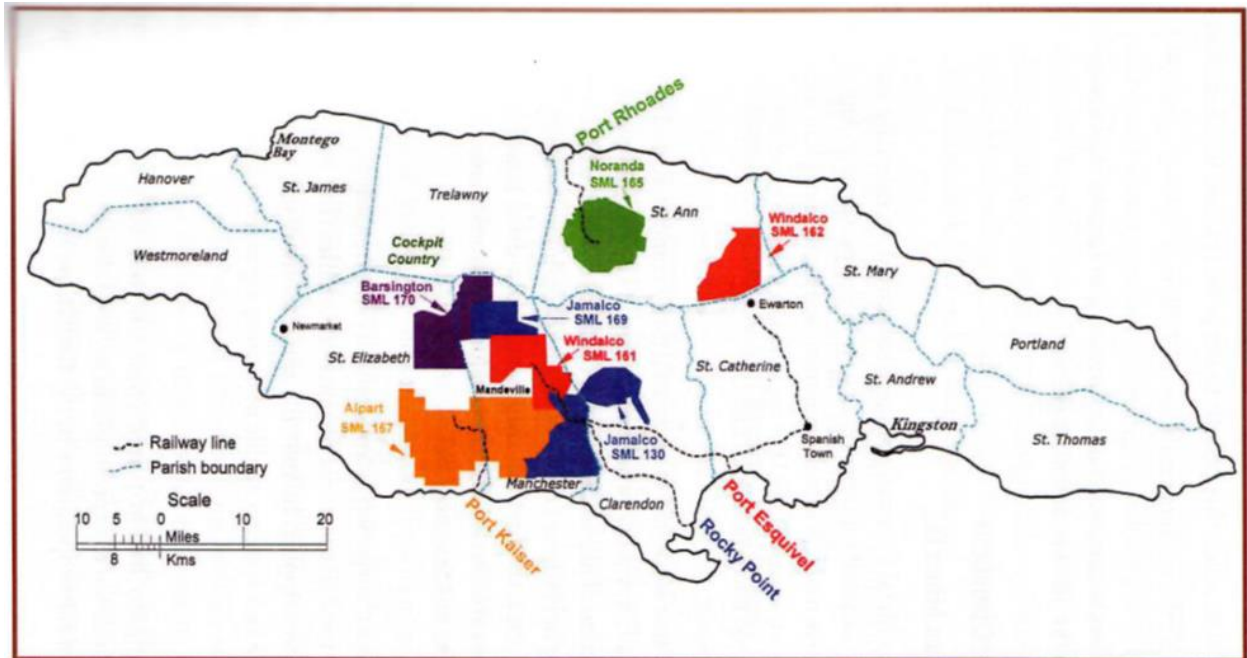 Port Rhoades
Montego
Bay
Hanover
St. James
Trelawny
Noranda
SML 165
St. Ann
Windalco
SML 162
Westmoreland
Cockpit
Country
St. Mary
Barsington
SML 170
Jamalco
SML 169
Ewarton
Newmarket
Windalco
SML 161
Portland
St. Elizabeth
St. Catherine
St. Andrew
Mandeville
Alpart
SML 167
Jamalco
SML 130
Kingston
Spanish
Town
St. Thomas
Railway line
Parish boundary
Manchester
Clarendon
Scale
10 5 0 10 20
Miles
8 0 Kms
Port Kaiser
Rocky Point
Port Esquivel